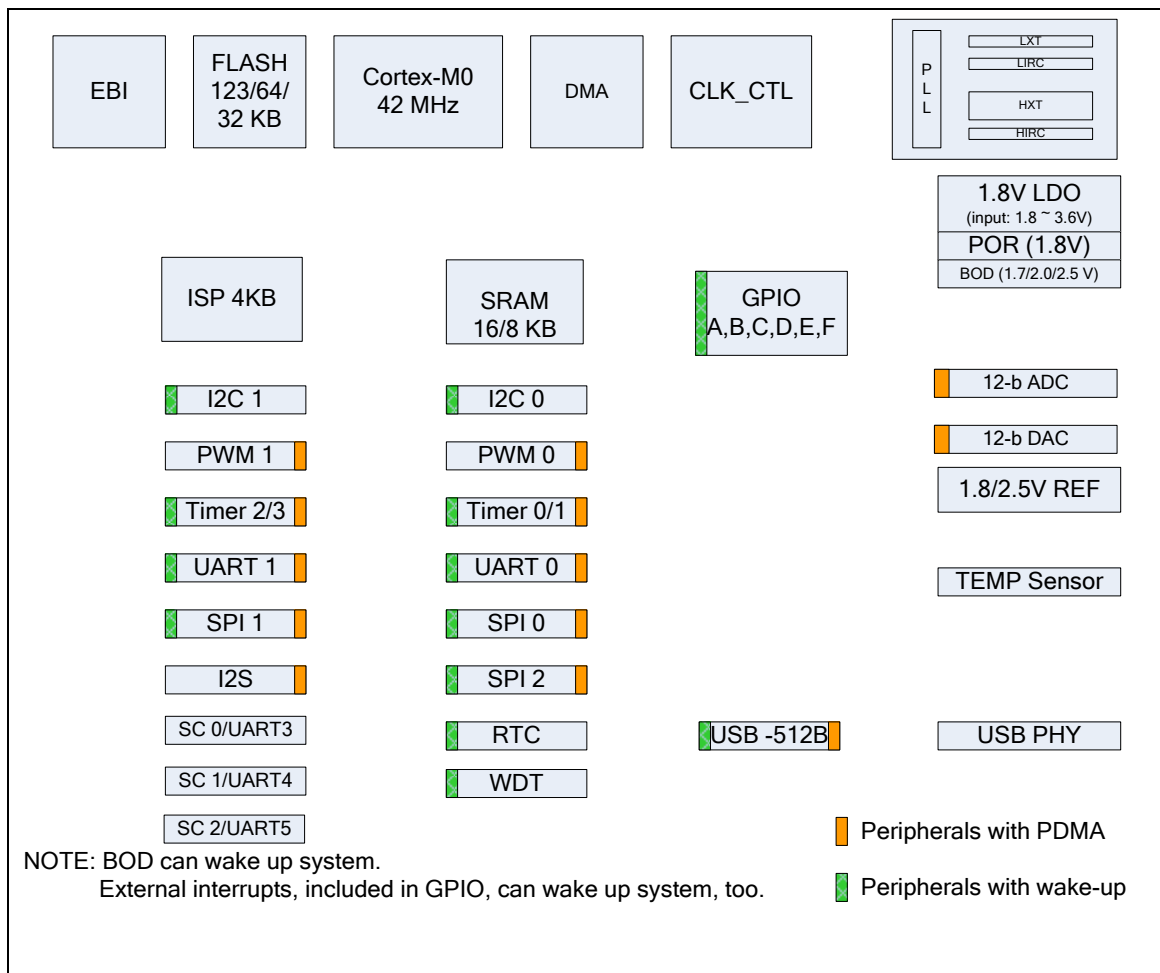 EBI
FLASH
123/64/
32 KB
Cortex-M0
42 MHz
DMA
CLK_CTL
P
L
L
LXT
LIRC
HXT
HIRC
1.8V LDO
(input: 1.8 ~ 3.6V)
POR (1.8V)
BOD (1.7/2.0/2.5 V)
ISP 4KB
SRAM
16/8 KB
GPIO
A,B,C,D,E,F
I2C 1
I2C 0
12-b ADC
PWM 1
PWM 0
12-b DAC
Timer 2/3
Timer 0/1
1.8/2.5V REF
UART 1
UART 0
TEMP Sensor
SPI 1
SPI 0
I2S
SPI 2
SC 0/UART3
RTC
USB -512B
USB PHY
SC 1/UART4
WDT
SC 2/UART5
Peripherals with PDMA
NOTE: BOD can wake up system.
External interrupts, included in GPIO, can wake up system, too.
Peripherals with wake-up